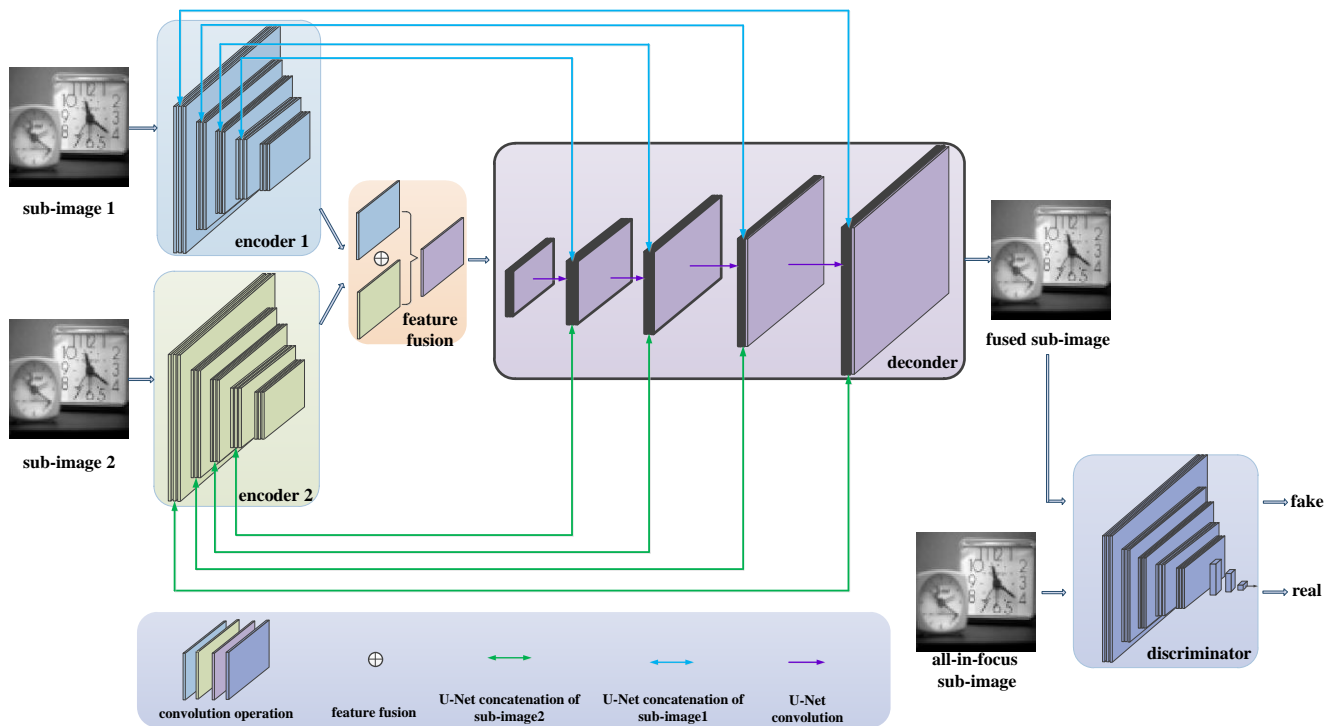 sub-image 1
encoder 1
feature
fusion
deconder
fused sub-image
sub-image 2
encoder 2
fake
real
all-in-focus
sub-image
discriminator
convolution operation
feature fusion
U-Net concatenation of
sub-image2
U-Net concatenation of
sub-image1
U-Net
convolution